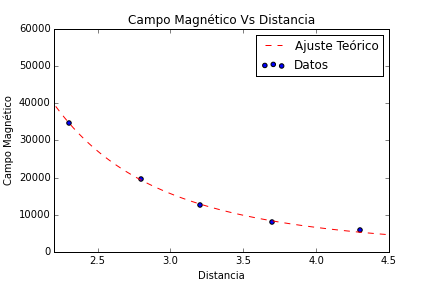 Campo Magnético Vs Distancia
60000
50000
40000
30000
20000
10000
0
Campo Magnético
Ajuste Teórico
Datos
2.5 3.0 3.5 4.0 4.5
Distancia